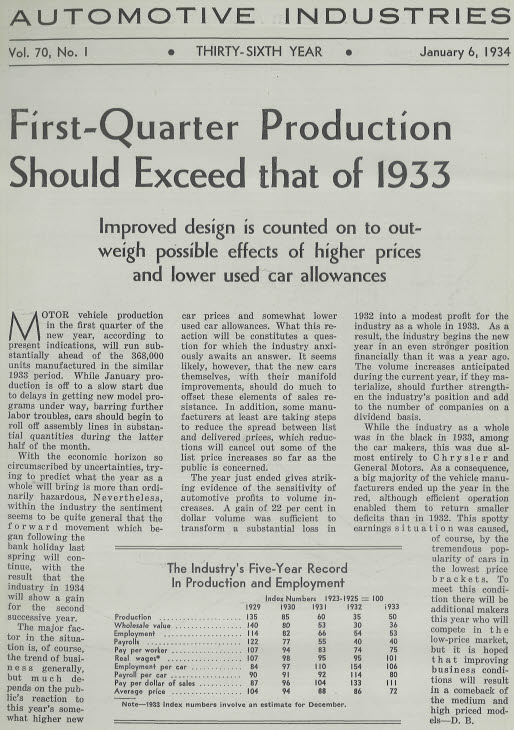 AUTOMOTIVE INDUSTRIES
Vol. 70, No. 1 • THIRTY-SIXTH YEAR • January 6, 1934
First-Quarter Production
Should Exceed that of 1933
Improved design is counted on to out-
weigh possible effects of higher prices
and lower used car allowances
MOTOR vehicle production
in the first quarter of the
new year, according to
present indications, will run sub-
stantially ahead of the 368,000
units manufactured in the similar
1933 period. While January pro-
duction is off to a slow start due
to delays in getting new model pro-
grams under way, barring further
labor troubles, cars should begin to
roll off assembly lines in substan-
tial quantities during the latter
half of the month.
With the economic horizon so
circumscribed by uncertainties, try-
ing to predict what the year as a
whole will bring is more than ordi-
narily hazardous, Nevertheless,
within the industry the sentiment
seems to be quite general that the
forward movement which be-
gan following the
bank holiday last
spring will con-
tinue, with the
result that the
industry in 1934
will show a gain
for the second
successive year.
The major fac-
tor in the situa-
tion is, of course,
the trend of busi-
ness generally,
but much de-
pends on the pub-
lic's reaction to
this year's some-
what higher new
car prices and somewhat lower
used car allowances. What this re-
action will be constitutes a ques-
tion for which the industry anxi-
ously awaits an answer. It seems
likely, however, that the new cars
themselves, with their manifold
improvements, should do much to
offset these elements of sales re-
sistance. In addition, some manu-
facturers at least are taking steps
to reduce the spread between list
and delivered prices, which reduc-
tions will cancel out some of the
list price increases so far as the
public is concerned.
The year just ended gives strik-
ing evidence of the sensitivity of
automotive profits to volume in-
creases. A gain of 22 per cent in
dollar volume was sufficient to
transform a substantial loss in
The Industry's Five-Year Record
In Production and Employment
Index Numbers 1923-1925 = 100
1929 1930 1931 1932 1933
Production 135 85 60 35 50
Wholesale value 140 80 53 30 36
Employment 114 82 66 54 53
Payrolls 122 77 55 40 40
Pay per worker 107 94 83 74 75
Real wages* 107 98 95 95 101
Employment per car 84 97 110 154 106
Payroll per car 90 91 92 114 80
Pay per dollar of sales 87 96 104 133 111
Average price 104 94 88 86 72
Note—1933 Index numbers involve an estimate for December.
1932 into a modest profit for the
industry as a whole in 1933. As a
result, the industry begins the new
year in an even stronger position
financially than it was a year ago.
The volume increases anticipated
during the current year, if they ma-
terialize, should further strength-
en the industry's position and add
to the number of companies on a
dividend basis.
While the industry as a whole
was in the black in 1933, among
the car makers, this was due al-
most entirely to Chrysler and
General Motors. As a consequence,
a big majority of the vehicle manu-
facturers ended up the year in the
red, although efficient operation
enabled them to return smaller
deficits than in 1932. This spotty
earnings situation was caused,
of course, by the
tremendous pop-
ularity of cars in
the lowest price
brackets. To
meet this condi-
tion there will be
additional makers
this year who will
compete in the
low-price market,
but it is hoped
that improving
business condi-
tions will result
in a comeback of
the medium and
high priced mod-
els—D. B.